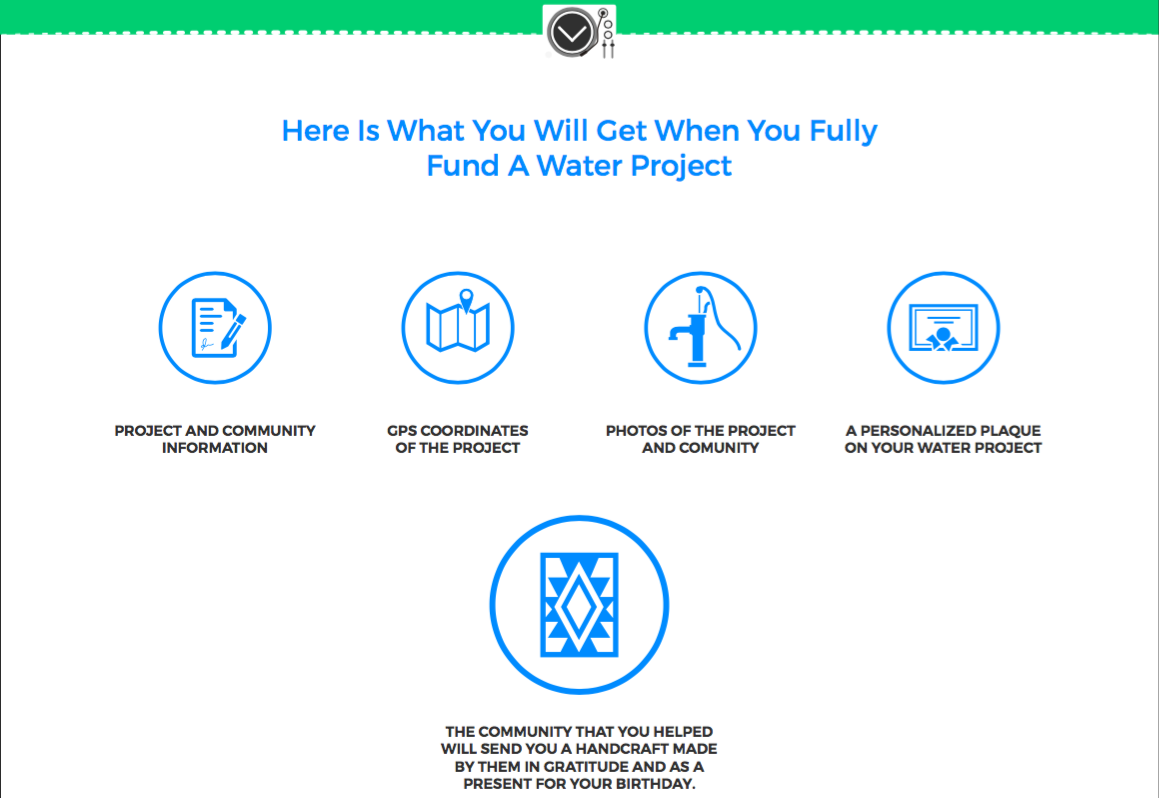 Here Is What You Will Get When You Fully
Fund A Water Project
PROJECT AND COMMUNITY
INFORMATION
GPS COORDINATES
OF THE PROJECT
PHOTOS OF THE PROJECT
AND COMUNITY
A PERSONALIZED PLAQUE
ON YOUR WATER PROJECT
THE COMMUNITY THAT YOU HELPED
WILL SEND YOU A HANDCRAFT MADE
BY THEM IN GRATITUDE AND AS A
PRESENT FOR YOUR BIRTHDAY.